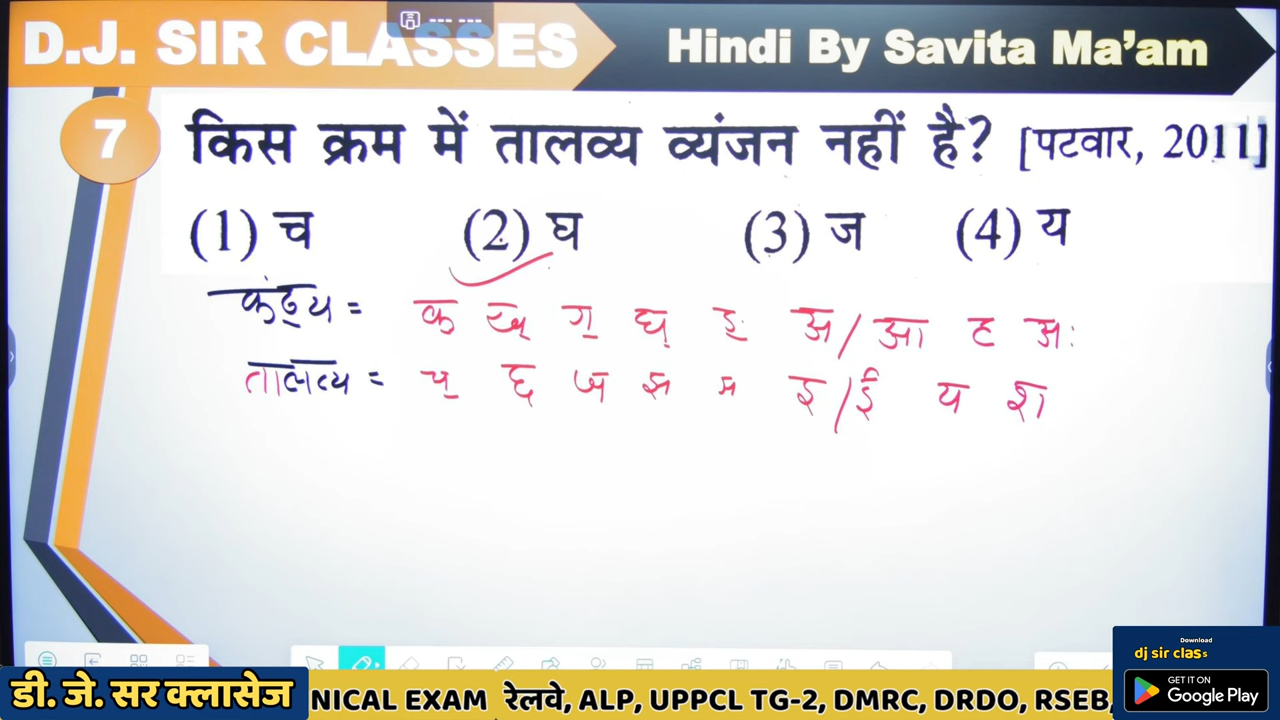 D.J. SIR CLASSES
Hindi By Savita Ma’am
7 किस क्रम में तालव्य व्यंजन नहीं है? [पटवार, 2011]
(1) च (2) घ (3) ज (4) य
कंठ्य = क ख् ग् घ् ङ अ/आ ह अः
तालव्य = च् छ ज झ ञ इ/ई य श
Download
dj sir class
डी. जे. सर क्लासेज
NICAL EXAM रेलवे, ALP, UPPCL TG-2, DMRC, DRDO, RSEB,
GET IT ON
Google Play